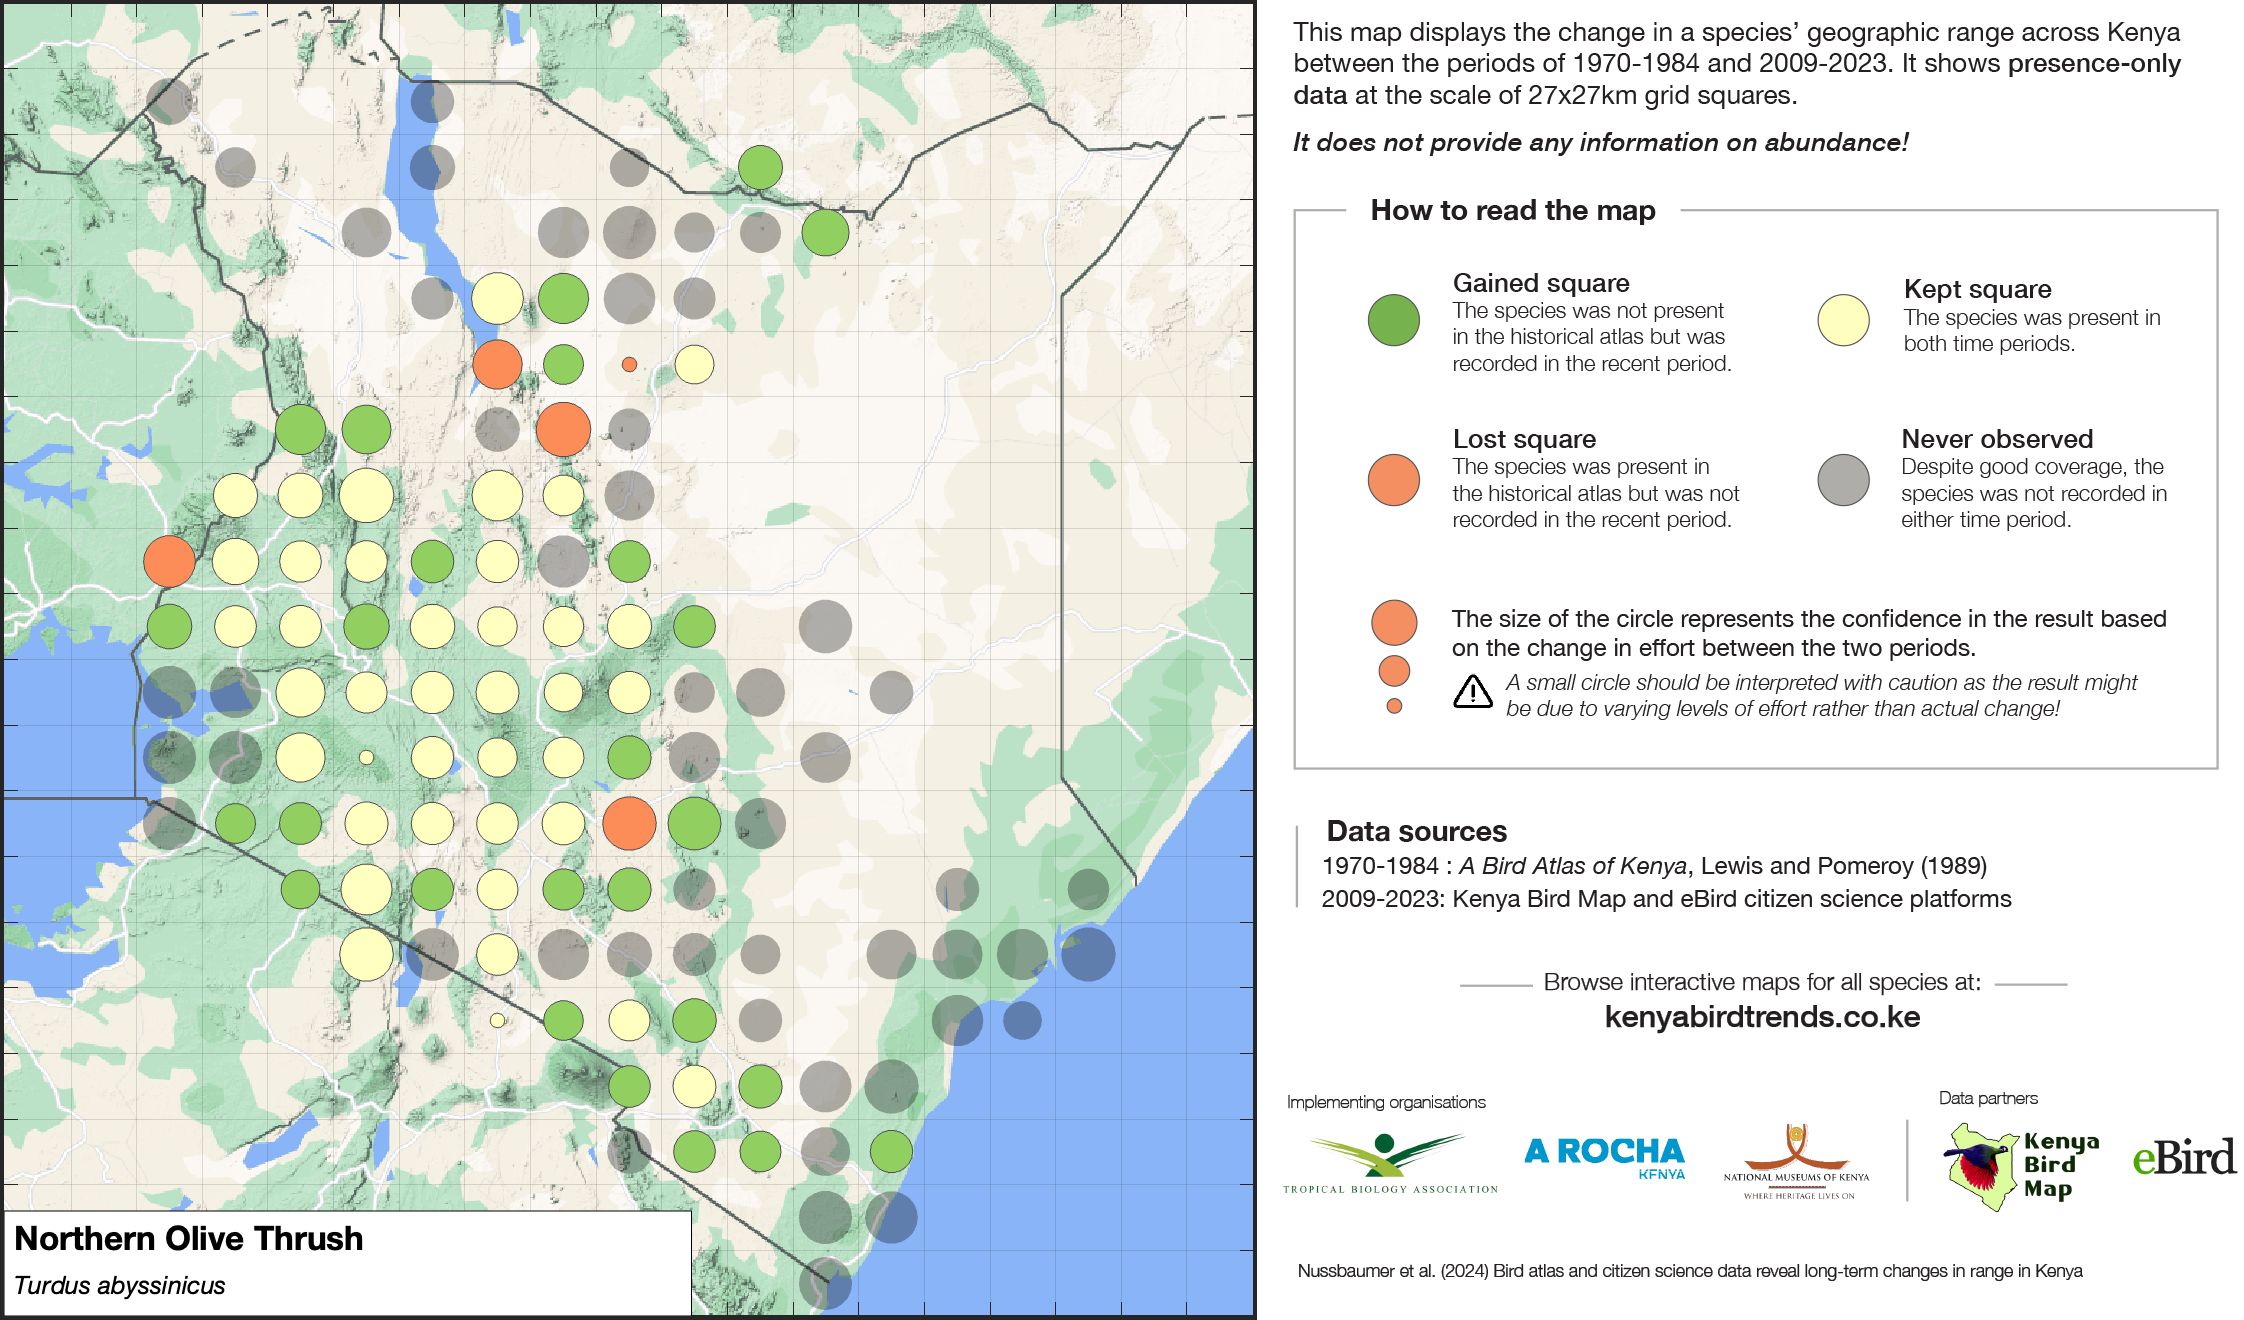 This map displays the change in a species’ geographic range across Kenya
between the periods of 1970-1984 and 2009-2023. It shows presence-only
data at the scale of 27x27km grid squares.
It does not provide any information on abundance!
How to read the map
Gained square
The species was not present
in the historical atlas but was
recorded in the recent period.
Kept square
The species was present in
both time periods.
Lost square
The species was present in
the historical atlas but was not
recorded in the recent period.
Never observed
Despite good coverage, the
species was not recorded in
either time period.
The size of the circle represents the confidence in the result based
on the change in effort between the two periods.
A small circle should be interpreted with caution as the result might
be due to varying levels of effort rather than actual change!
Data sources
1970-1984 : A Bird Atlas of Kenya, Lewis and Pomeroy (1989)
2009-2023: Kenya Bird Map and eBird citizen science platforms
Browse interactive maps for all species at:
kenyabirdtrends.co.ke
Implementing organisations
Data partners
TROPICAL BIOLOGY ASSOCIATION
A ROCHA
KENYA
NATIONAL MUSEUMS OF KENYA
WHERE HERITAGE LIVES ON
Kenya
Bird
Map
eBird
Nussbaumer et al. (2024) Bird atlas and citizen science data reveal long-term changes in range in Kenya
Northern Olive Thrush
Turdus abyssinicus